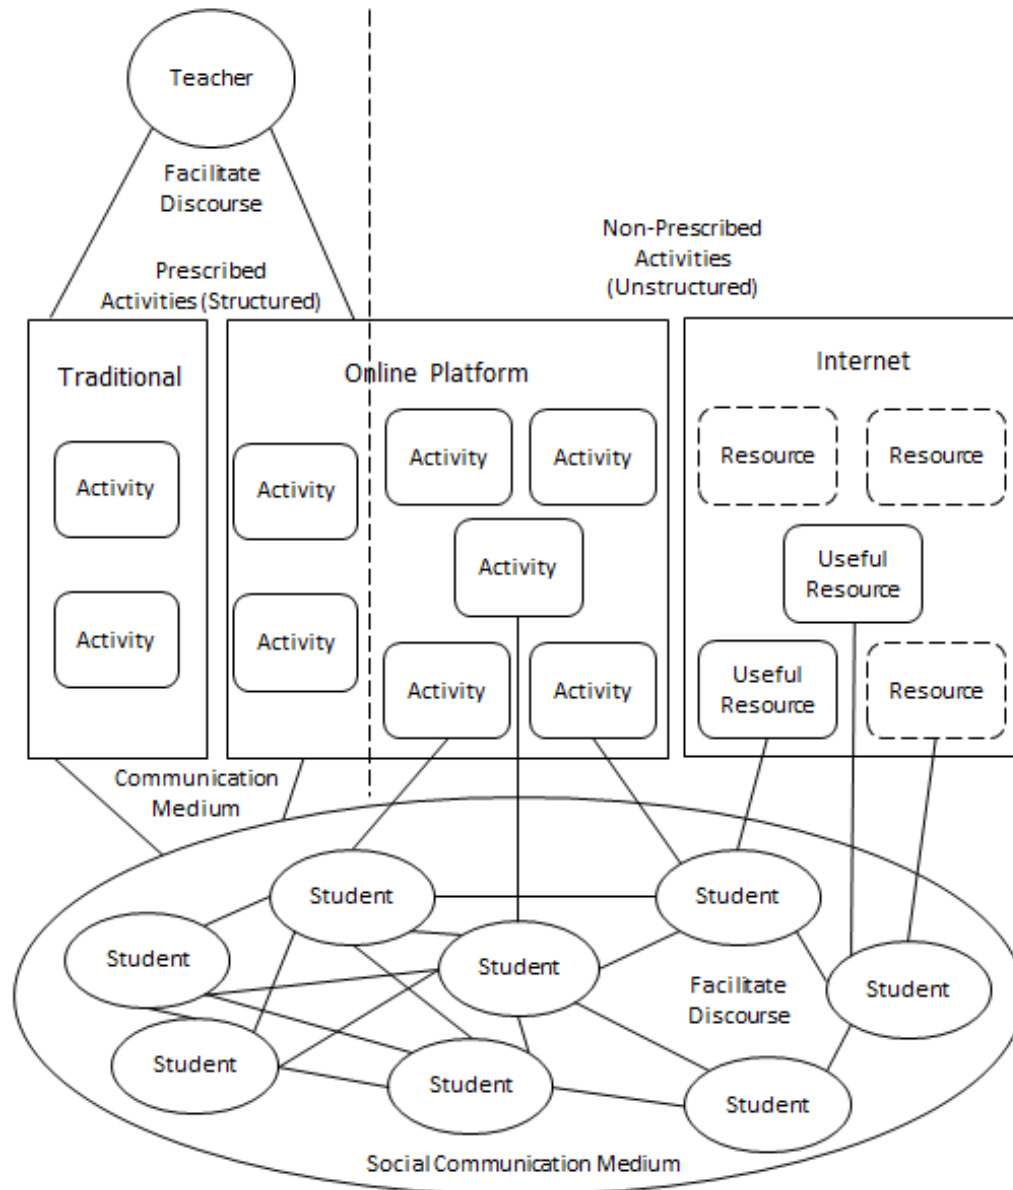 Teacher
Facilitate
Discourse
Non-Prescribed
Activities
(Unstructured)
Prescribed
Activities (Structured)
Traditional
Online Platform
Internet
Activity
Activity
Activity
Activity
Activity
Activity
Activity
Activity
Activity
Resource
Resource
Useful
Resource
Useful
Resource
Resource
Communication
Medium
Student
Student
Student
Student
Student
Facilitate
Discourse
Student
Student
Student
Social Communication Medium